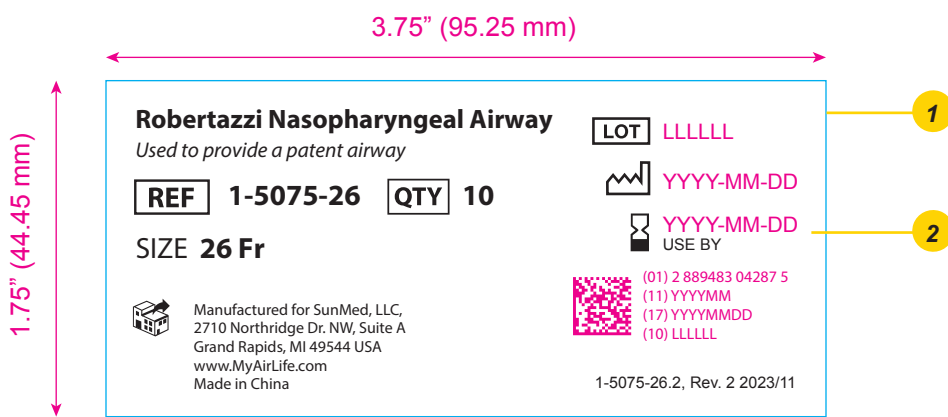 3.75” (95.25 mm)
1.75” (44.45 mm)
Robertazzi Nasopharyngeal Airway
Used to provide a patent airway
REF 1-5075-26 QTY 10
SIZE 26 Fr
Manufactured for SunMed, LLC,
2710 Northridge Dr. NW, Suite A
Grand Rapids, MI 49544 USA
www.MyAirLife.com
Made in China
LOT LLLLLL
YYYY-MM-DD
YYYY-MM-DD
USE BY
(01) 2 889483 04287 5
(11) YYYYMM
(17) YYYYMMDD
(10) LLLLLL
1-5075-26.2, Rev. 2 2023/11
1
2